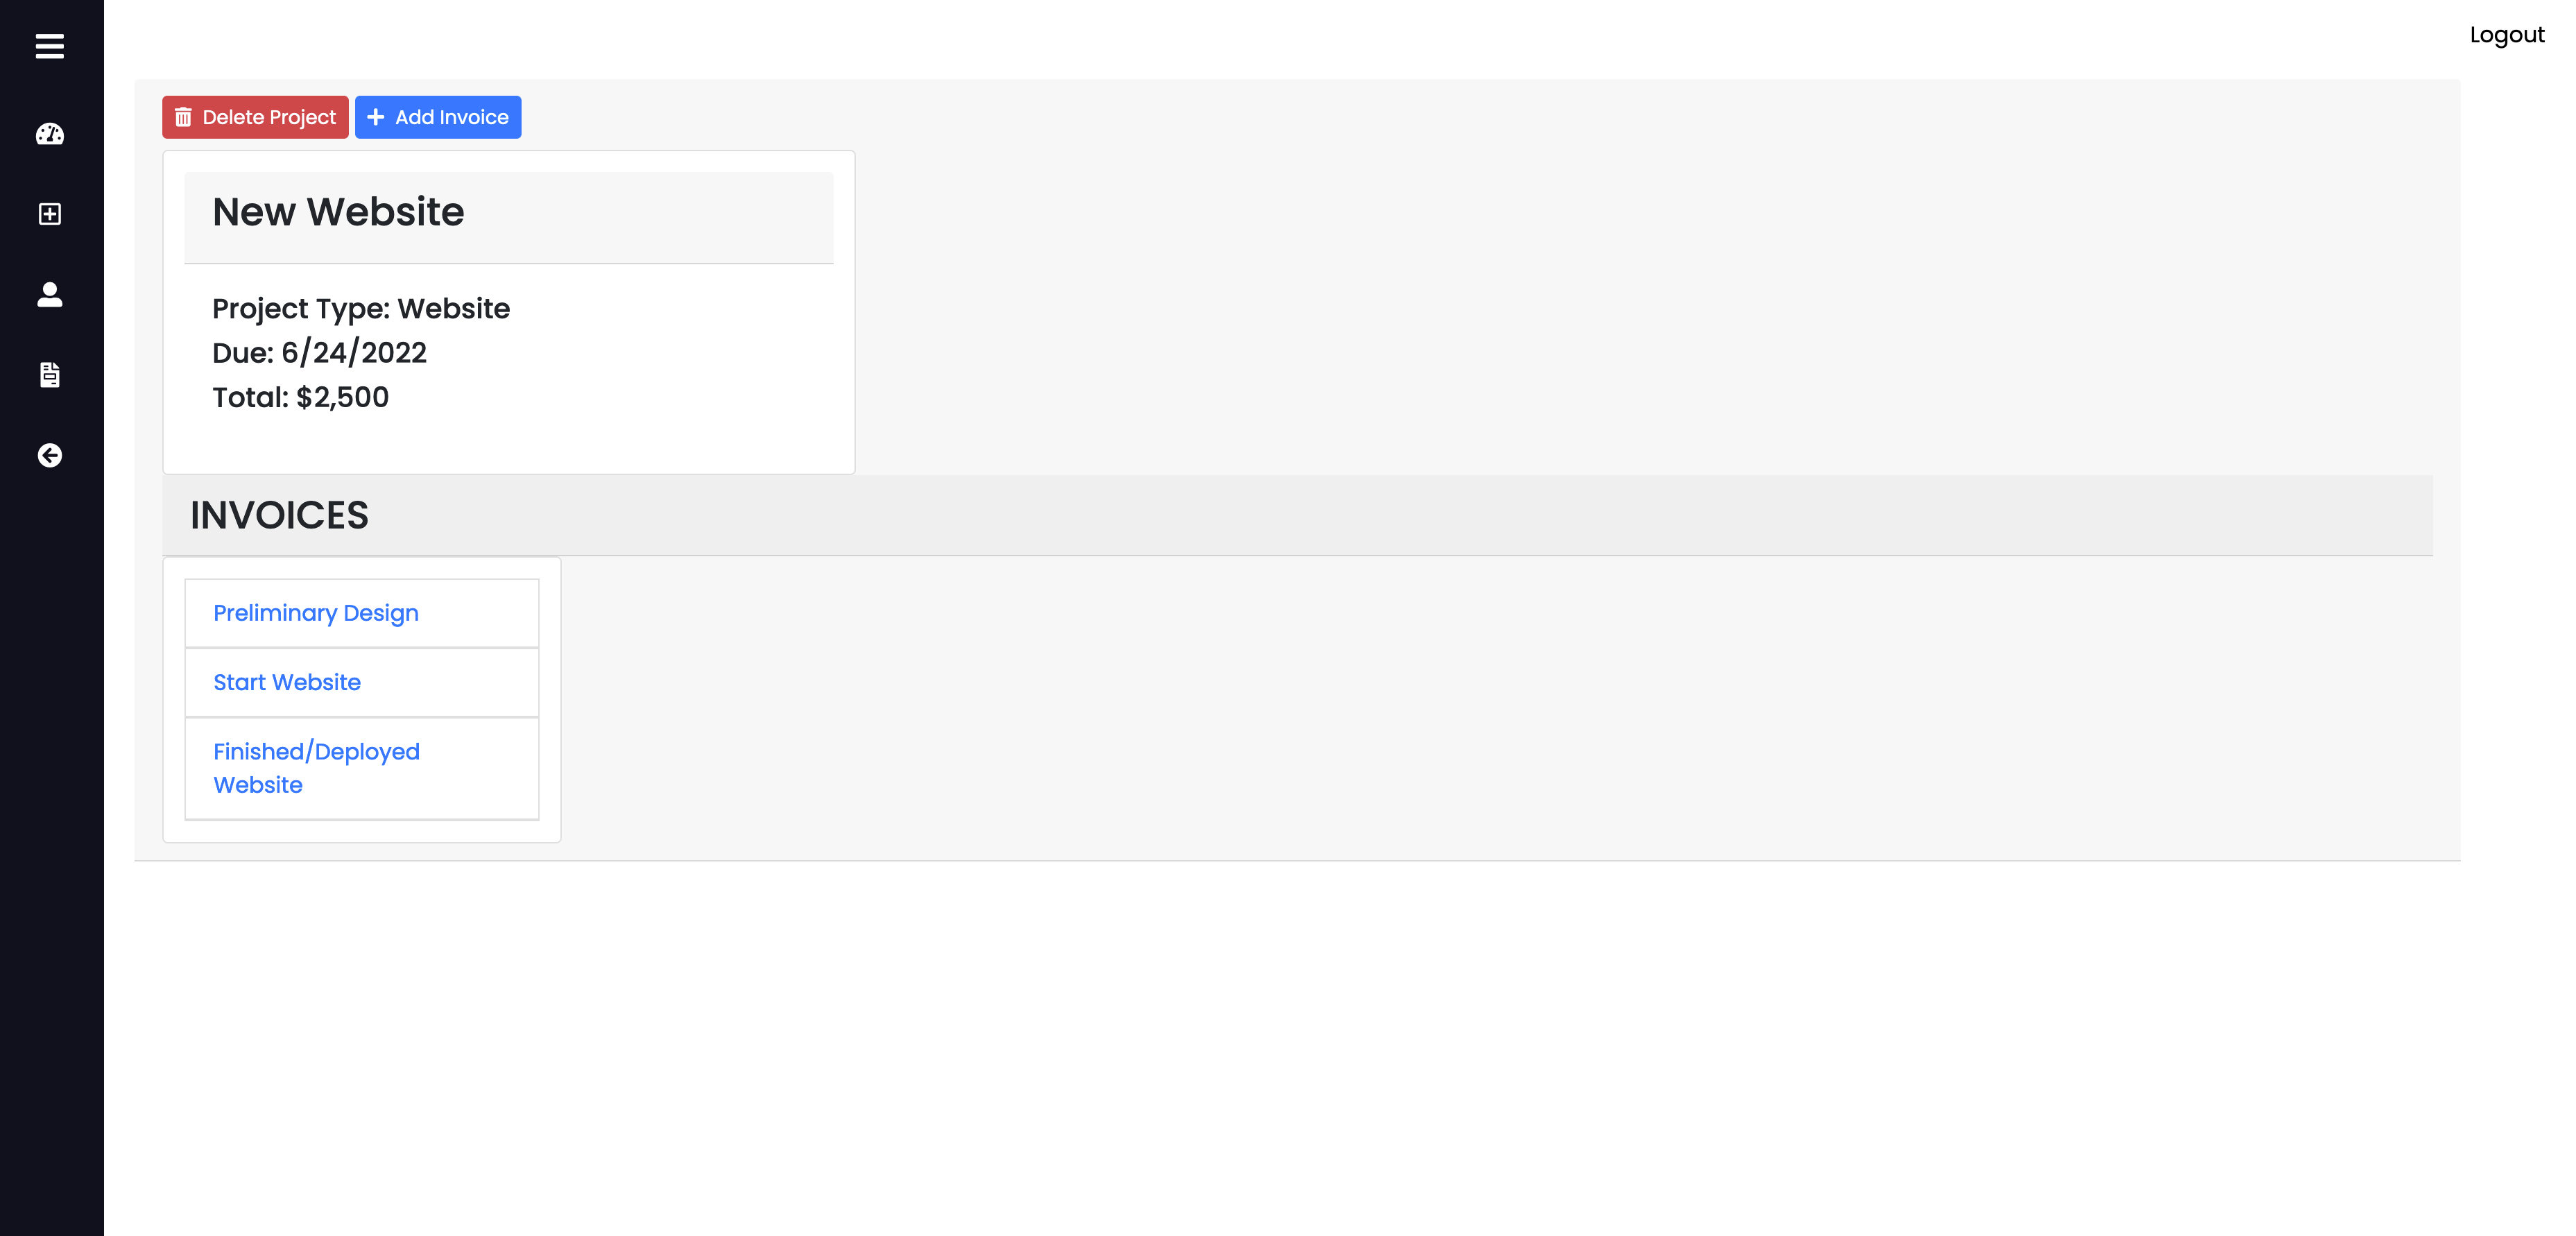 Logout
Delete Project
Add Invoice
New Website
Project Type: Website
Due: 6/24/2022
Total: $2,500
INVOICES
Preliminary Design
Start Website
Finished/Deployed
Website